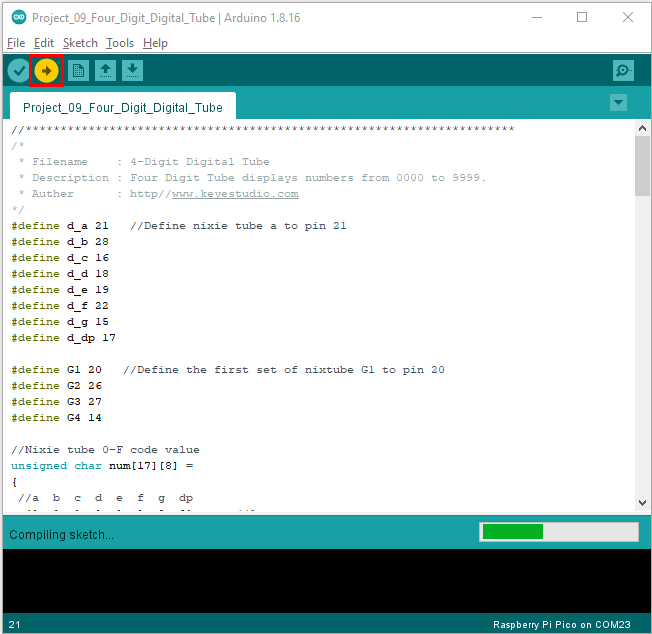 Project_09_Four_Digit_Digital_Tube | Arduino 1.8.16
File Edit Sketch Tools Help
Project_09_Four_Digit_Digital_Tube
//**********************************************************************
/*
* Filename : 4-Digit Digital Tube
* Description : Four Digit Tube displays numbers from 0000 to 9999.
* Auther : http//www.keyestudio.com
*/
#define d_a 21 //Define nixie tube a to pin 21
#define d_b 28
#define d_c 16
#define d_d 18
#define d_e 19
#define d_f 22
#define d_g 15
#define d_dp 17
#define G1 20 //Define the first set of nixtube G1 to pin 20
#define G2 26
#define G3 27
#define G4 14
//Nixie tube 0-F code value
unsigned char num[17][8] =
{
//a b c d e f g dp
Compiling sketch...
21
Raspberry Pi Pico on COM23